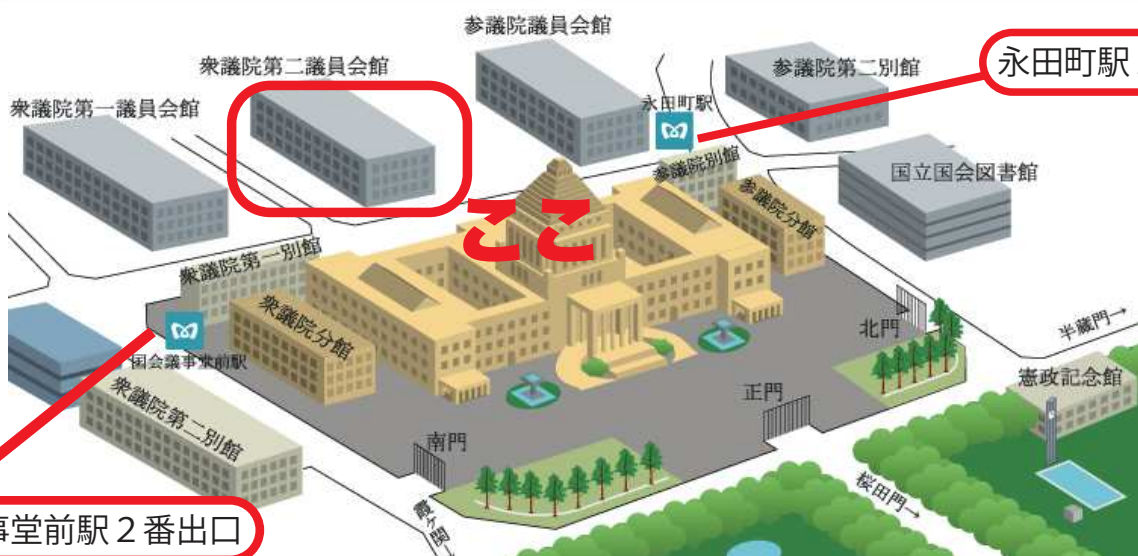 参議院議員会館
衆議院第二議員会館
参議院第二別館
永田町駅
衆議院第一議員会館
永田町駅
国立国会図書館
参議院別館
参議院分館
ここ
衆議院第一別館
衆議院分館
北門
半蔵門→
国会議事堂前駅
憲政記念館
衆議院第二別館
正門
南門
桜田門→
霞ヶ関→
事堂前駅２番出口